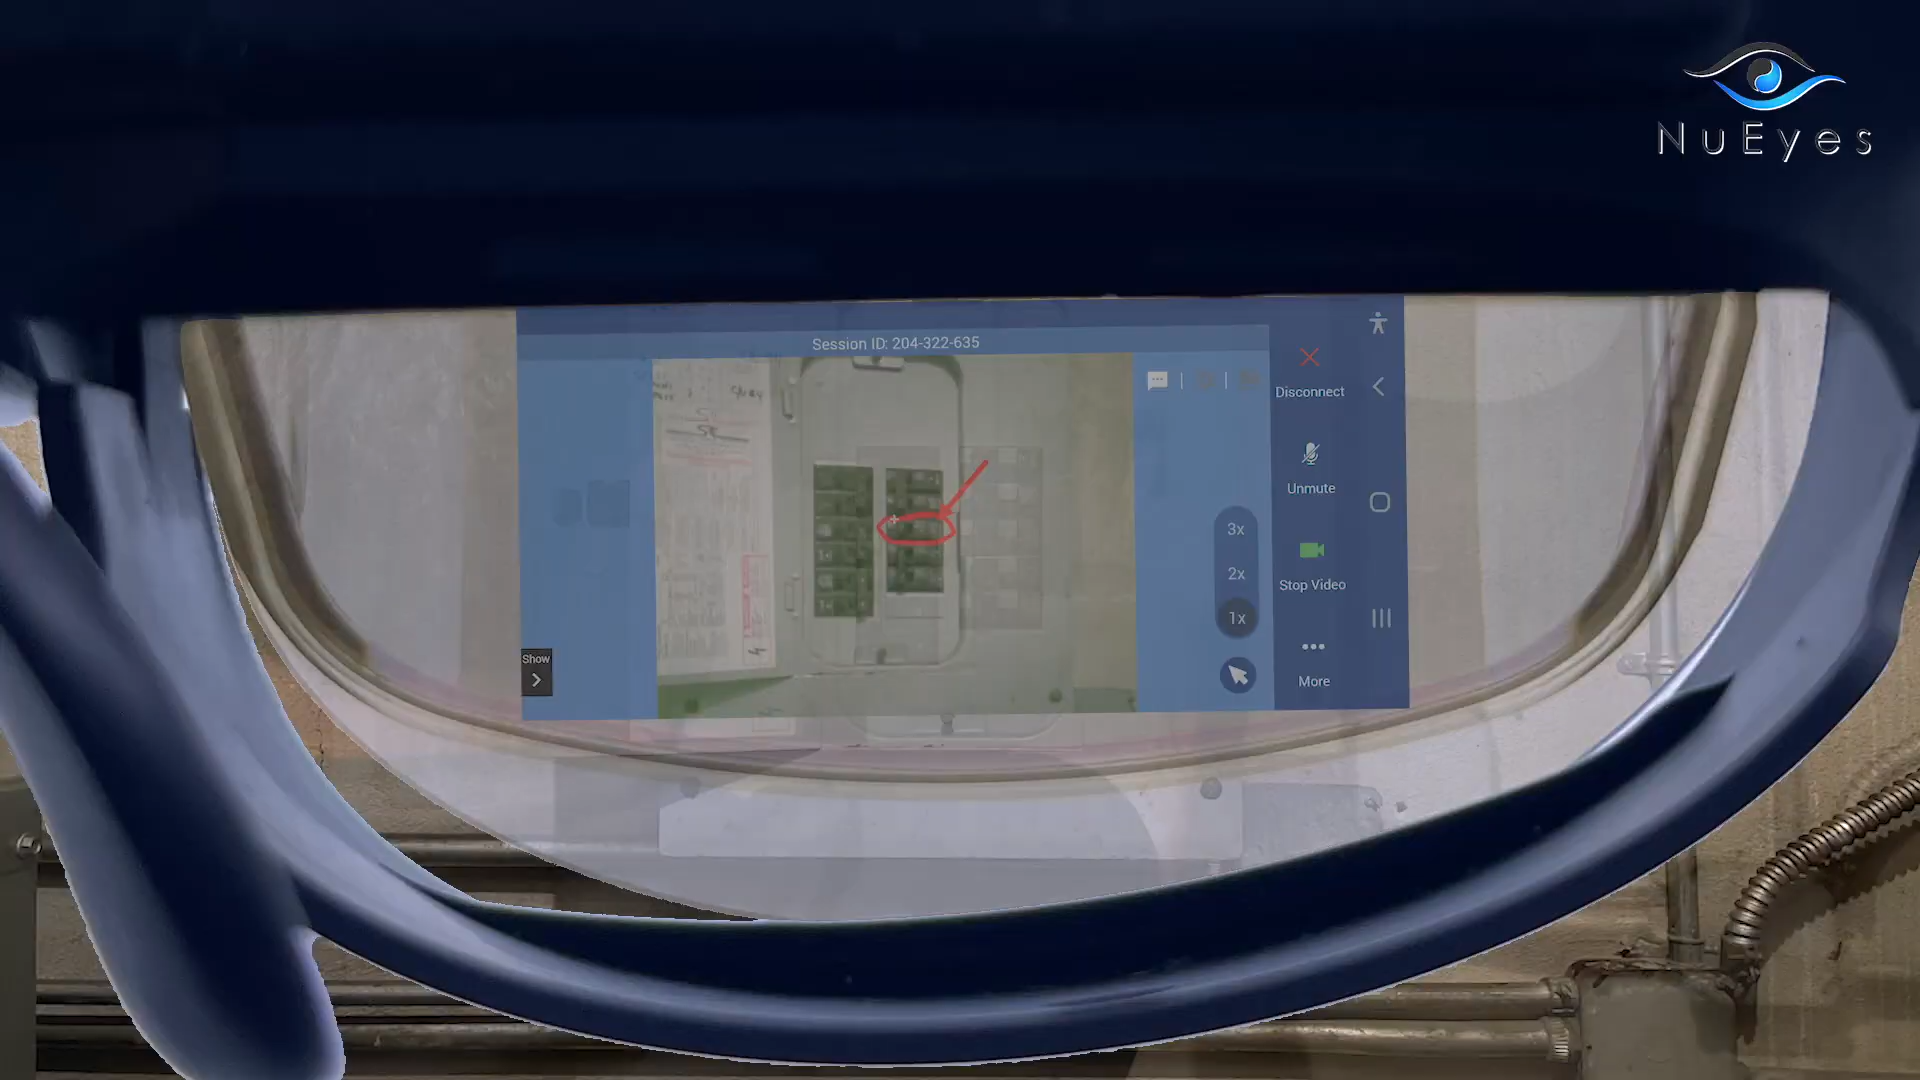 NuEyes
Session ID: 204-322-635
Disconnect
Unmute
3x
2x
Stop Video
1x
Show
More